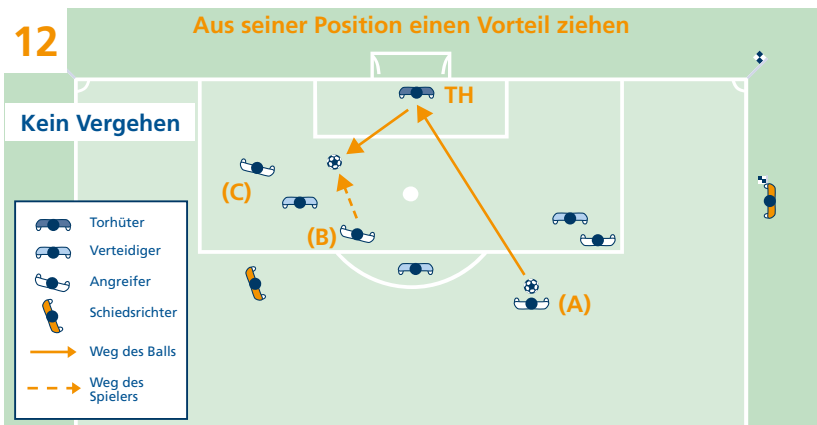 12
Aus seiner Position einen Vorteil ziehen
TH
Kein Vergehen
(C)
(B)
(A)
Torhüter
Verteidiger
Angreifer
Schiedsrichter
Weg des Balls
Weg des
Spielers